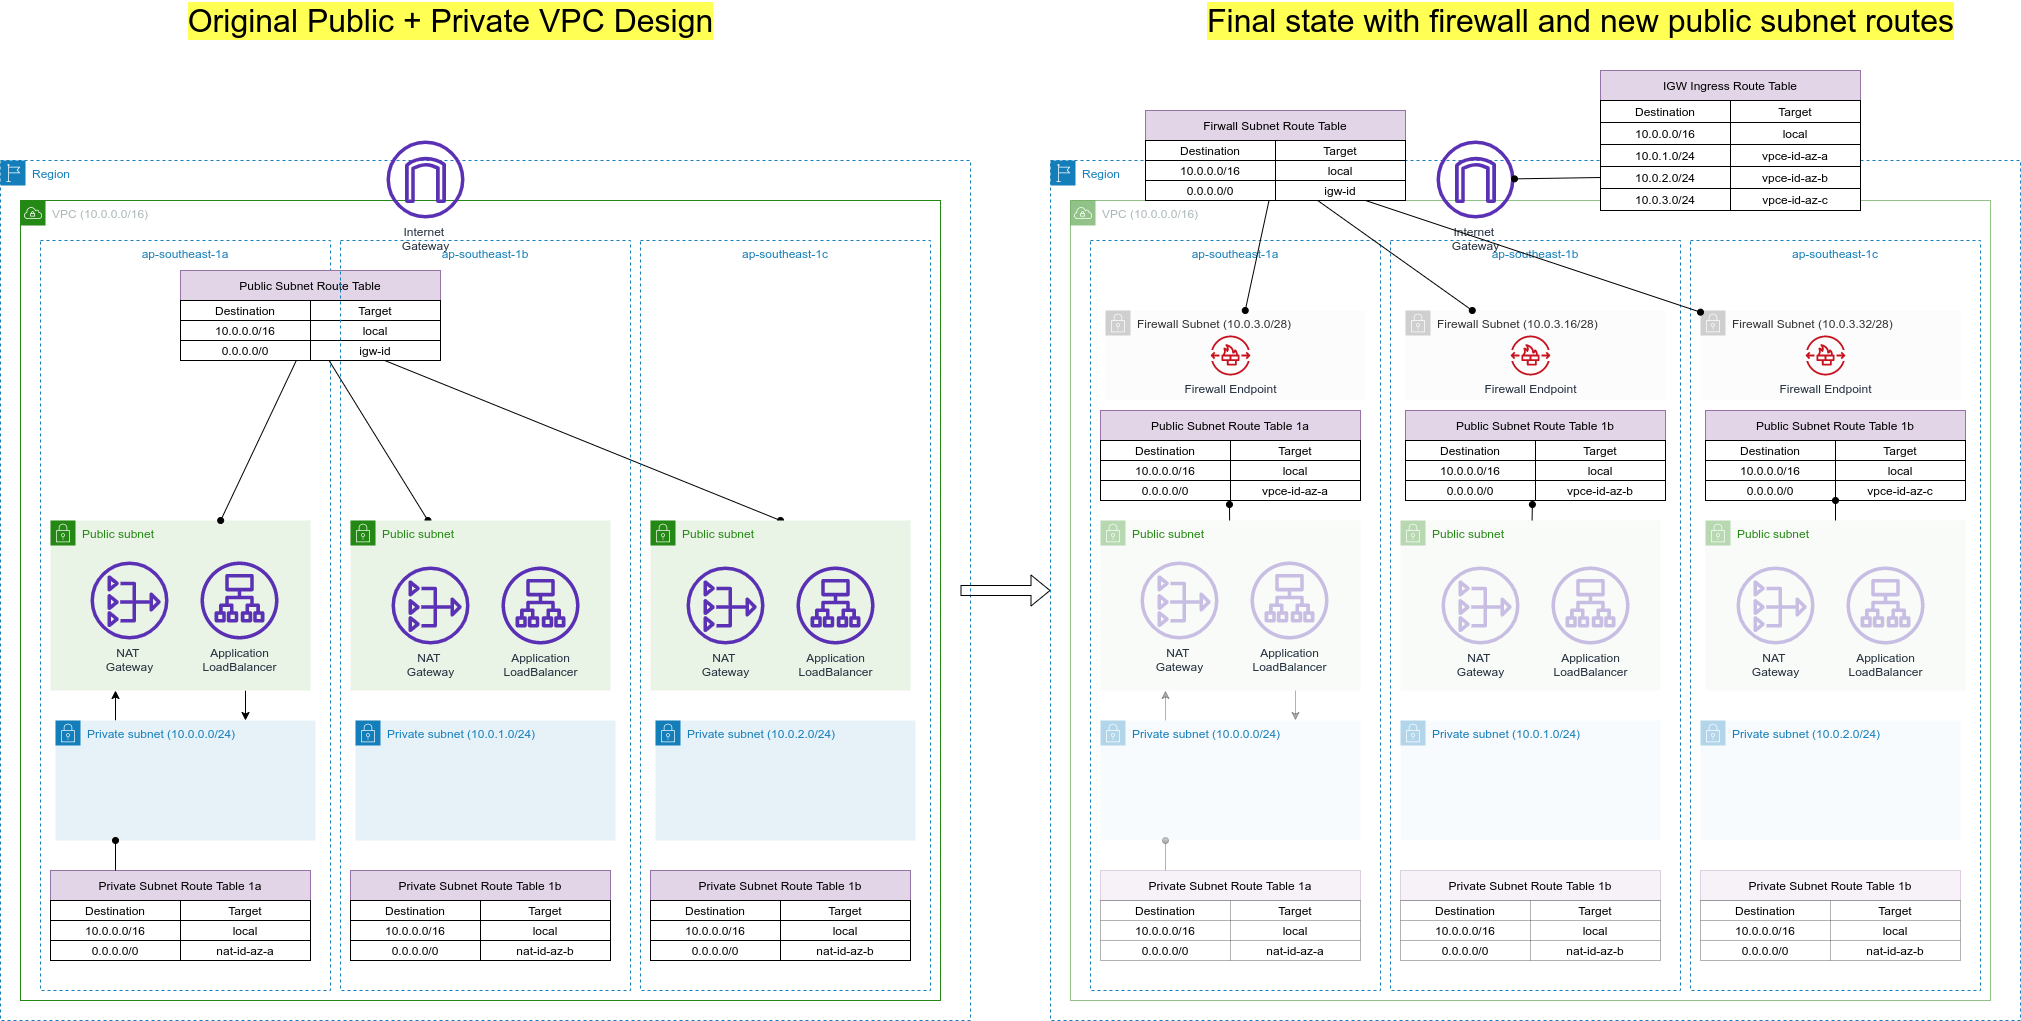 Original Public + Private VPC Design
Region
VPC (10.0.0.0/16)
Internet
Gateway
ap-southeast-1a
ap-southeast-1b
ap-southeast-1c
Public Subnet Route Table
Destination Target
10.0.0.0/16 local
0.0.0.0/0 igw-id
Public subnet
NAT
Gateway
Application
LoadBalancer
Public subnet
NAT
Gateway
Application
LoadBalancer
Public subnet
NAT
Gateway
Application
LoadBalancer
Private subnet (10.0.0.0/24)
Private subnet (10.0.1.0/24)
Private subnet (10.0.2.0/24)
Private Subnet Route Table 1a
Destination Target
10.0.0.0/16 local
0.0.0.0/0 nat-id-az-a
Private Subnet Route Table 1b
Destination Target
10.0.0.0/16 local
0.0.0.0/0 nat-id-az-b
Private Subnet Route Table 1b
Destination Target
10.0.0.0/16 local
0.0.0.0/0 nat-id-az-b
Final state with firewall and new public subnet routes
IGW Ingress Route Table
Destination Target
10.0.0.0/16 local
10.0.1.0/24 vpce-id-az-a
10.0.2.0/24 vpce-id-az-b
10.0.3.0/24 vpce-id-az-c
Firwall Subnet Route Table
Destination Target
10.0.0.0/16 local
0.0.0.0/0 igw-id
Region
VPC (10.0.0.0/16)
Internet
Gateway
ap-southeast-1a
ap-southeast-1b
ap-southeast-1c
Firewall Subnet (10.0.3.0/28)
Firewall Endpoint
Firewall Subnet (10.0.3.16/28)
Firewall Endpoint
Firewall Subnet (10.0.3.32/28)
Firewall Endpoint
Public Subnet Route Table 1a
Destination Target
10.0.0.0/16 local
0.0.0.0/0 vpce-id-az-a
Public Subnet Route Table 1b
Destination Target
10.0.0.0/16 local
0.0.0.0/0 vpce-id-az-b
Public Subnet Route Table 1b
Destination Target
10.0.0.0/16 local
0.0.0.0/0 vpce-id-az-c
Public subnet
NAT
Gateway
Application
LoadBalancer
Public subnet
NAT
Gateway
Application
LoadBalancer
Public subnet
NAT
Gateway
Application
LoadBalancer
Private subnet (10.0.0.0/24)
Private subnet (10.0.1.0/24)
Private subnet (10.0.2.0/24)
Private Subnet Route Table 1a
Destination Target
10.0.0.0/16 local
0.0.0.0/0 nat-id-az-a
Private Subnet Route Table 1b
Destination Target
10.0.0.0/16 local
0.0.0.0/0 nat-id-az-b
Private Subnet Route Table 1b
Destination Target
10.0.0.0/16 local
0.0.0.0/0 nat-id-az-b